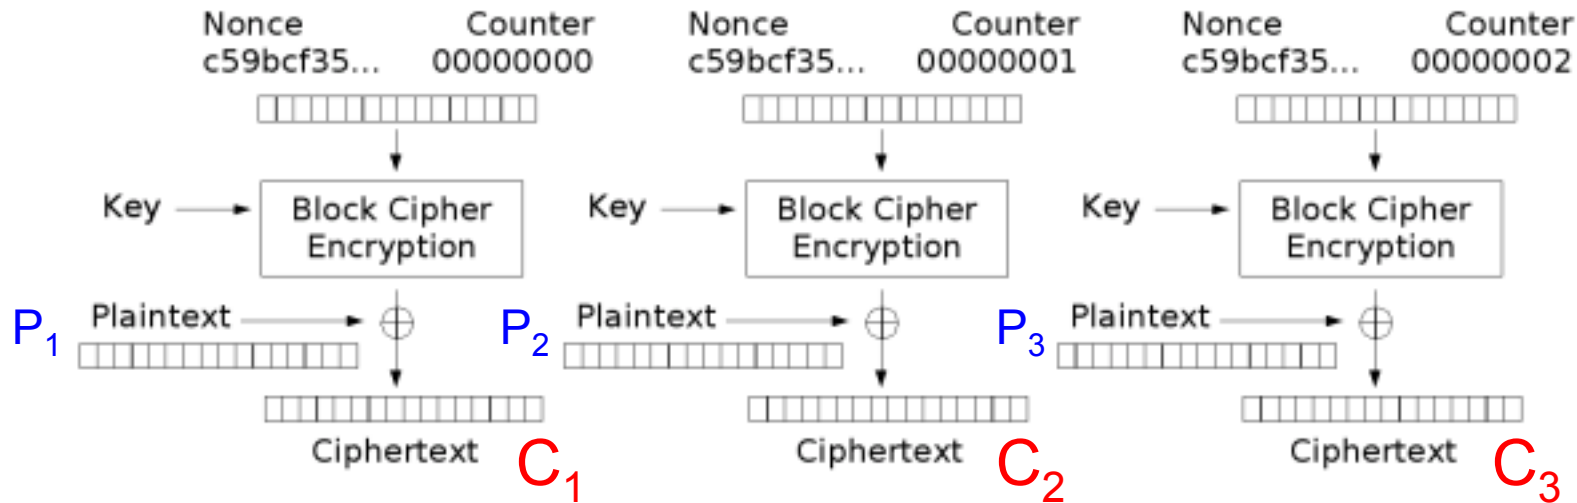 Nonce Counter Nonce Counter Nonce Counter
c59bcf35... 00000000 c59bcf35... 00000001 c59bcf35... 00000002
Key Block Cipher Encryption Key Block Cipher Encryption Key Block Cipher Encryption
P1 Plaintext P2 Plaintext P3 Plaintext
Ciphertext C1 Ciphertext C2 Ciphertext C3